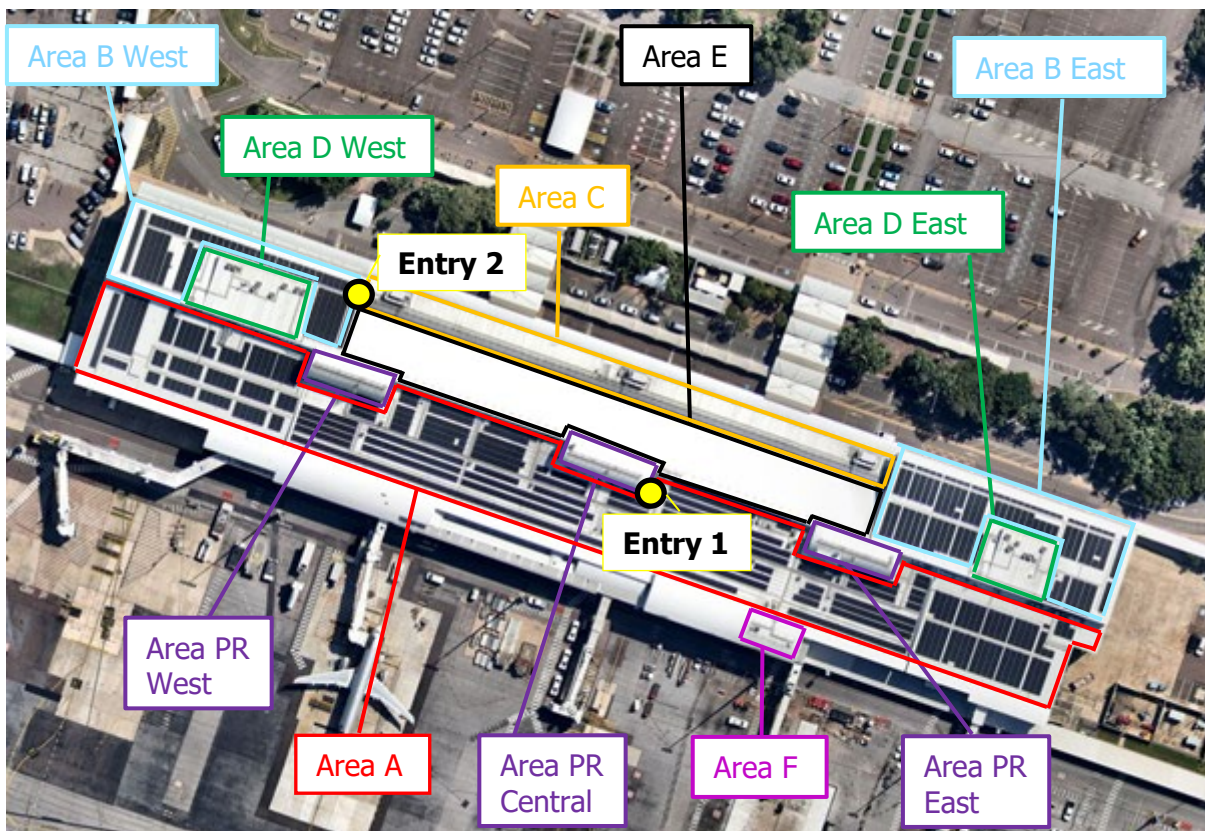 Area B West
Area E
Area B East
Area D West
Area C
Area D East
Entry 2
Entry 1
Area PR
West
Area A
Area PR
Central
Area F
Area PR
East